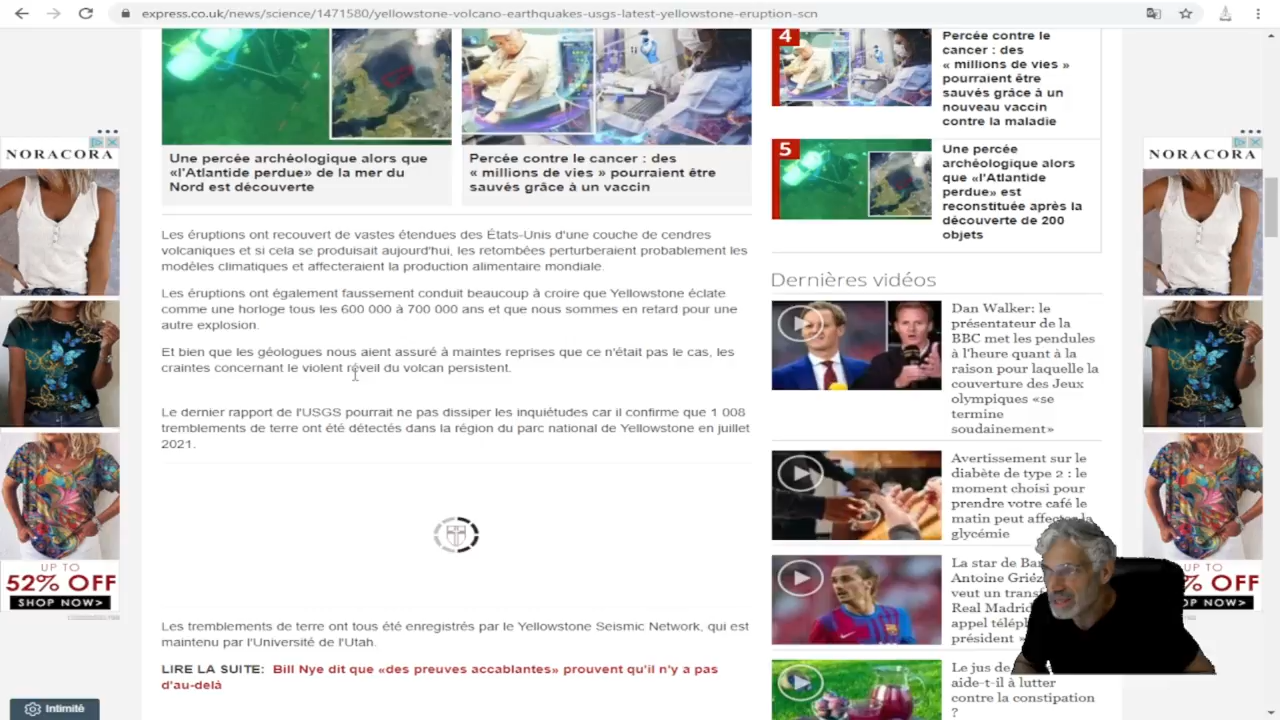 express.co.uk/news/science/1471580/yellowstone-volcano-earthquakes-usgs-latest-yellowstone-eruption-scn
NORACORA
UP TO
52% OFF
SHOP NOW>
Une percée archéologique alors que
«l'Atlantide perdue» de la mer du
Nord est découverte
Percée contre le cancer : des
« millions de vies » pourraient être
sauvés grâce à un vaccin
Les éruptions ont recouvert de vastes étendues des États-Unis d'une couche de cendres
volcaniques et si cela se produisait aujourd'hui, les retombées perturberaient probablement les
modèles climatiques et affecteraient la production alimentaire mondiale.
Les éruptions ont également faussement conduit beaucoup à croire que Yellowstone éclate
comme une horloge tous les 600 000 à 700 000 ans et que nous sommes en retard pour une
autre explosion.
Et bien que les géologues nous aient assuré à maintes reprises que ce n'était pas le cas, les
craintes concernant le violent réveil du volcan persistent.
Le dernier rapport de l'USGS pourrait ne pas dissiper les inquiétudes car il confirme que 1 008
tremblements de terre ont été détectés dans la région du parc national de Yellowstone en juillet
2021.
Les tremblements de terre ont tous été enregistrés par le Yellowstone Seismic Network, qui est
maintenu par l'Université de l'Utah.
LIRE LA SUITE: Bill Nye dit que «des preuves accablantes» prouvent qu'il n'y a pas
d'au-delà
Intimité
4
Percée contre le
cancer : des
« millions de vies »
pourraient être
sauvés grâce à un
nouveau vaccin
contre la maladie
5
Une percée
archéologique alors
que «l'Atlantide
perdue» est
reconstituée après la
découverte de 200
objets
Dernières vidéos
Dan Walker: le
présentateur de la
BBC met les pendules
à l'heure quant à la
raison pour laquelle la
couverture des Jeux
olympiques «se
termine
soudainement»
Avertissement sur le
diabète de type 2 : le
moment choisi pour
prendre votre café le
matin peut affecter la
glycémie
La star de
Antoine
veut un
Real Madrid
appel
président
Le jus de
aide-t-il à lutter
contre la constipation
?
NORACORA
UP TO
% OFF
NOW>